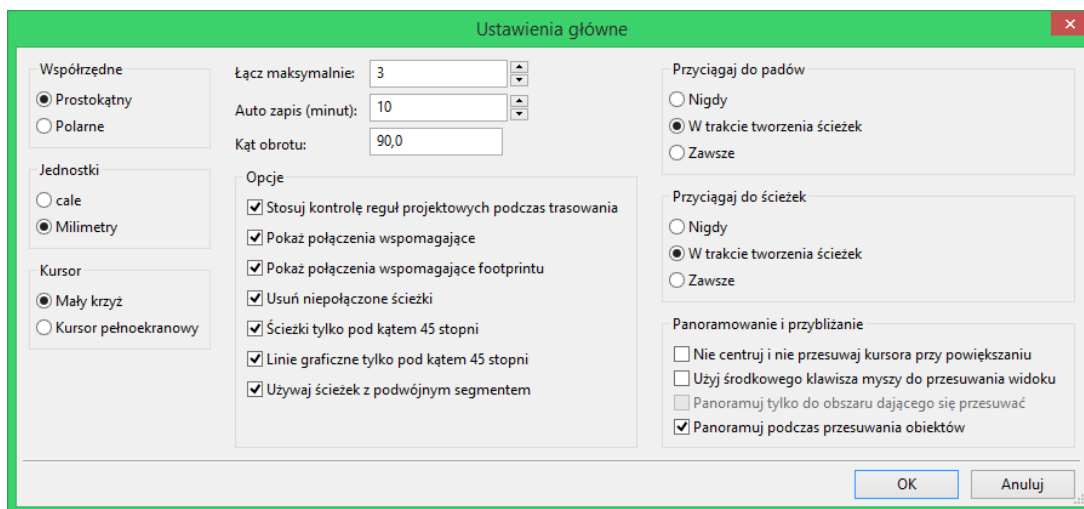 Ustawienia główne
Współrzędne
Prostokątny
Polarne
Jednostki
cale
Milimetry
Kursor
Mały krzyż
Kursor pełnoekranowy
Łącz maksymalnie: 3
Auto zapis (minut): 10
Kąt obrotu: 90,0
Opcje
Stosuj kontrolę reguł projektowych podczas trasowania
Pokaż połączenia wspomagające
Pokaż połączenia wspomagające footprintu
Usuń niepołączone ścieżki
Ścieżki tylko pod kątem 45 stopni
Linie graficzne tylko pod kątem 45 stopni
Używaj ścieżek z podwójnym segmentem
Przyciągaj do padów
Nigdy
W trakcie tworzenia ścieżek
Zawsze
Przyciągaj do ścieżek
Nigdy
W trakcie tworzenia ścieżek
Zawsze
Panoramowanie i przybliżanie
Nie centruj i nie przesuwaj kursora przy powiększaniu
Użyj środkowego klawisza myszy do przesuwania widoku
Panoramuj tylko do obszaru dającego się przesuwać
Panoramuj podczas przesuwania obiektów
OK
Anuluj